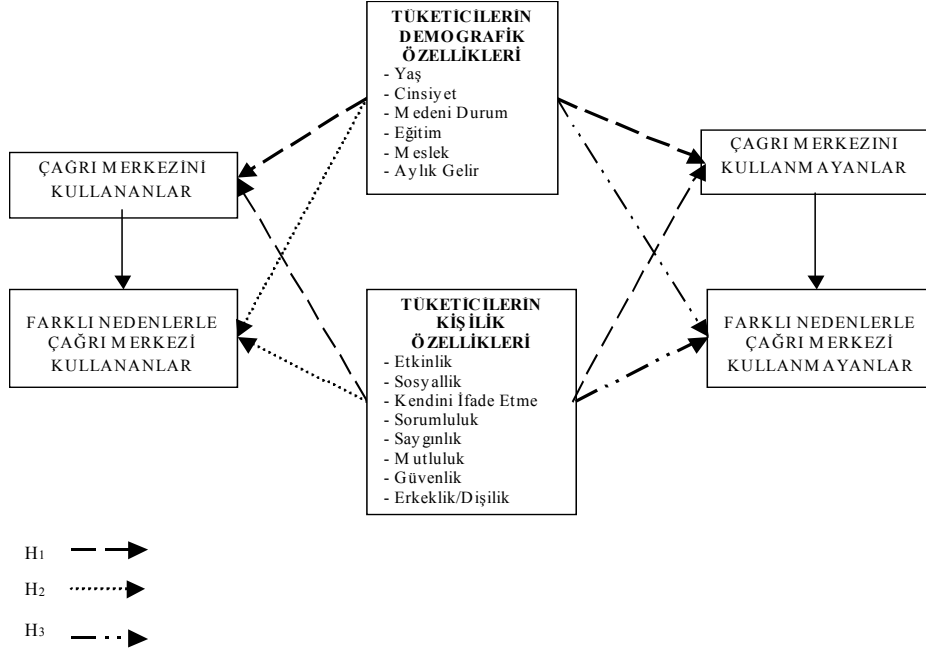 TÜKETİCİLERİN
DEMOGRAFİK
ÖZELLİKLERİ
- Yaş
- Cinsiyet
- Medeni Durum
- Eğitim
- Meslek
- Aylık Gelir
ÇAĞRI MERKEZİNİ
KULLANANLAR
ÇAĞRI MERKEZINI
KULLANMAYANLAR
FARKLI NEDENLERLE
ÇAĞRI MERKEZİ
KULLANANLAR
TÜKETİCİLERİN
KİŞİLİK
ÖZELLİKLERİ
- Etkinlik
- Sosyallik
- Kendini İfade Etme
- Sorumluluk
- Saygınlık
- Mutluluk
- Güvenlik
- Erkeklik/Dişilik
FARKLI NEDENLERLE
ÇAĞRI MERKEZİ
KULLANMAYANLAR
H1
H2
H3